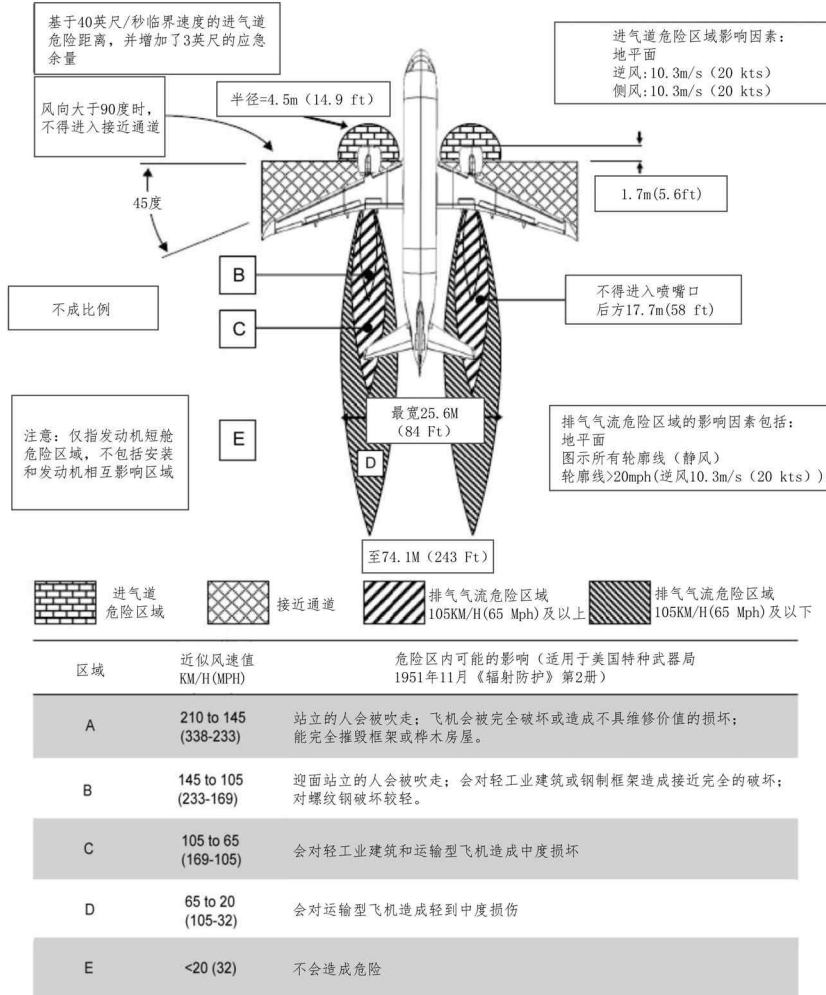 基于40英尺/秒临界速度的进气道
危险距离，并增加了3英尺的应急
余量
进气道危险区域影响因素：
地平面
逆风:10.3m/s（20 kts）
侧风:10.3m/s（20 kts）
风向大于90度时，
不得进入接近通道
半径=4.5m（14.9 ft）
1.7m(5.6ft)
45度
B
不得进入喷嘴口
后方17.7m(58 ft)
不成比例
C
注意：仅指发动机短舱
危险区域，不包括安装
和发动机相互影响区域
E
最宽25.6M
（84 Ft）
D
排气气流危险区域的影响因素包括：
地平面
图示所有轮廓线（静风）
轮廓线>20mph(逆风10.3m/s（20 kts）)
至74.1M（243 Ft）
进气道
危险区域
接近通道
排气气流危险区域
105KM/H(65 Mph)及以上
排气气流危险区域
105KM/H(65 Mph)及以下
区域
近似风速值
KM/H(MPH)
危险区内可能的影响（适用于美国特种武器局
1951年11月《辐射防护》第2册）
A
210 to 145
(338-233)
站立的人会被吹走；飞机会被完全破坏或造成不具维修价值的损坏；
能完全摧毁框架或桦木房屋。
B
145 to 105
(233-169)
迎面站立的人会被吹走；会对轻工业建筑或钢制框架造成接近完全的破坏；
对螺纹钢破坏较轻。
C
105 to 65
(169-105)
会对轻工业建筑和运输型飞机造成中度损坏
D
65 to 20
(105-32)
会对运输型飞机造成轻到中度损伤
E
<20 (32)
不会造成危险